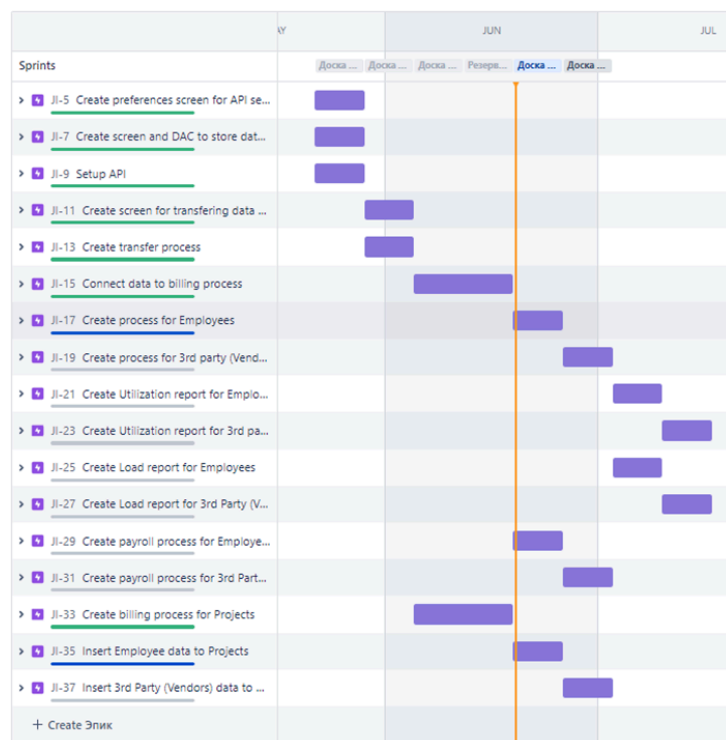 AY JUN JUL
Sprints Доска ... Доска ... Доска ... Резерв... Доска ... Доска ...
JI-5 Create preferences screen for API se...
JI-7 Create screen and DAC to store dat...
JI-9 Setup API
JI-11 Create screen for transfering data ...
JI-13 Create transfer process
JI-15 Connect data to billing process
JI-17 Create process for Employees
JI-19 Create process for 3rd party (Vend...
JI-21 Create Utilization report for Emplo...
JI-23 Create Utilization report for 3rd pa...
JI-25 Create Load report for Employees
JI-27 Create Load report for 3rd Party (V...
JI-29 Create payroll process for Employe...
JI-31 Create payroll process for 3rd Part...
JI-33 Create billing process for Projects
JI-35 Insert Employee data to Projects
JI-37 Insert 3rd Party (Vendors) data to ...
+ Create Эпик